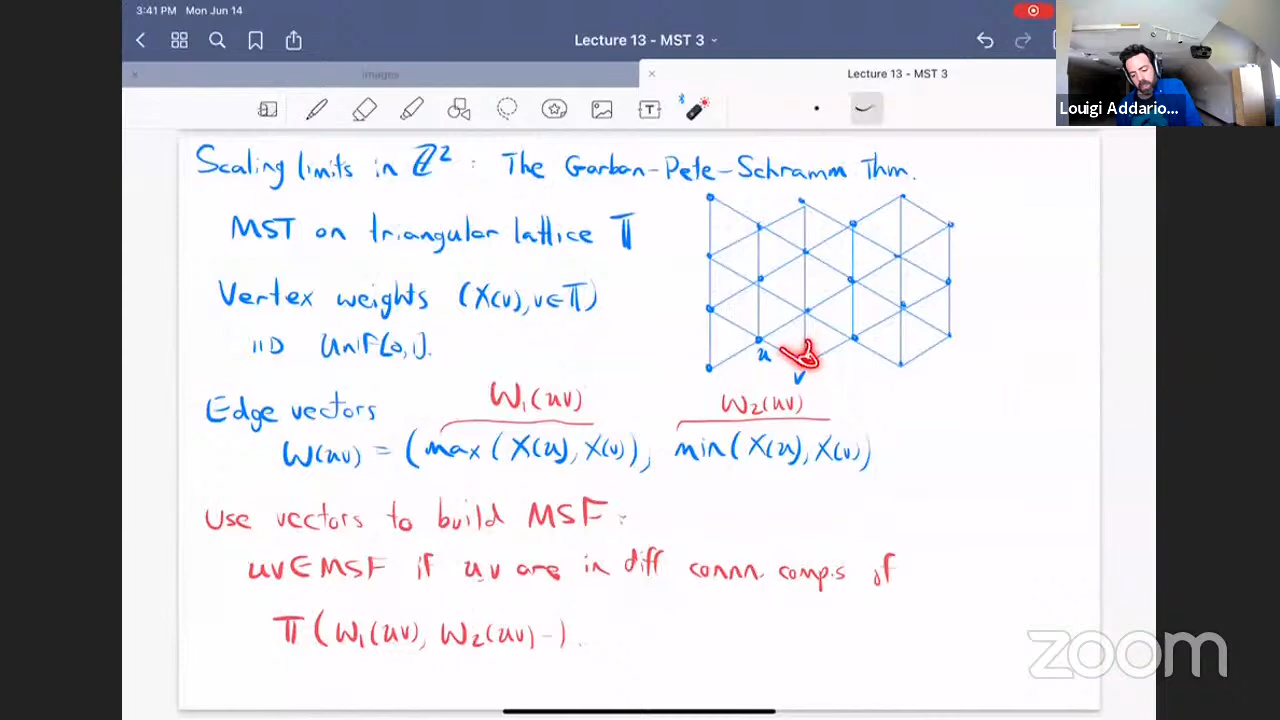 3:41 PM Mon Jun 14
Lecture 13 - MST 3
images
Lecture 13 - MST 3
Louigi Addario...
Scaling limits in ℤ² : The Garban-Pete-Schramm Thm.
MST on triangular lattice 𝕋
Vertex weights (X(v), v∈𝕋)
IID Unif[0,1].
u
v
Edge vectors
W₁(uv) W₂(uv)
W(uv) = (max(X(u), X(v)), min(X(u), X(v))
Use vectors to build MSF:
uv∈MSF if u,v are in diff conn. comps of
𝕋(W₁(uv), W₂(uv)-).
zoom